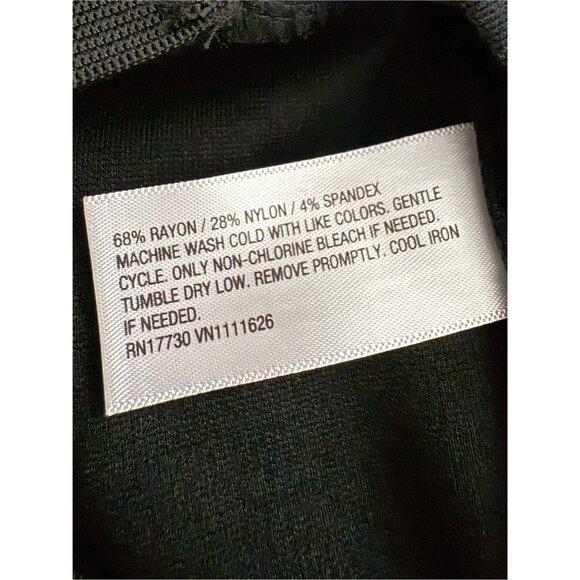 68% RAYON / 28% NYLON / 4% SPANDEX
MACHINE WASH COLD WITH LIKE COLORS. GENTLE
CYCLE. ONLY NON-CHLORINE BLEACH IF NEEDED.
TUMBLE DRY LOW. REMOVE PROMPTLY. COOL IRON
IF NEEDED.
RN17730 VN1111626